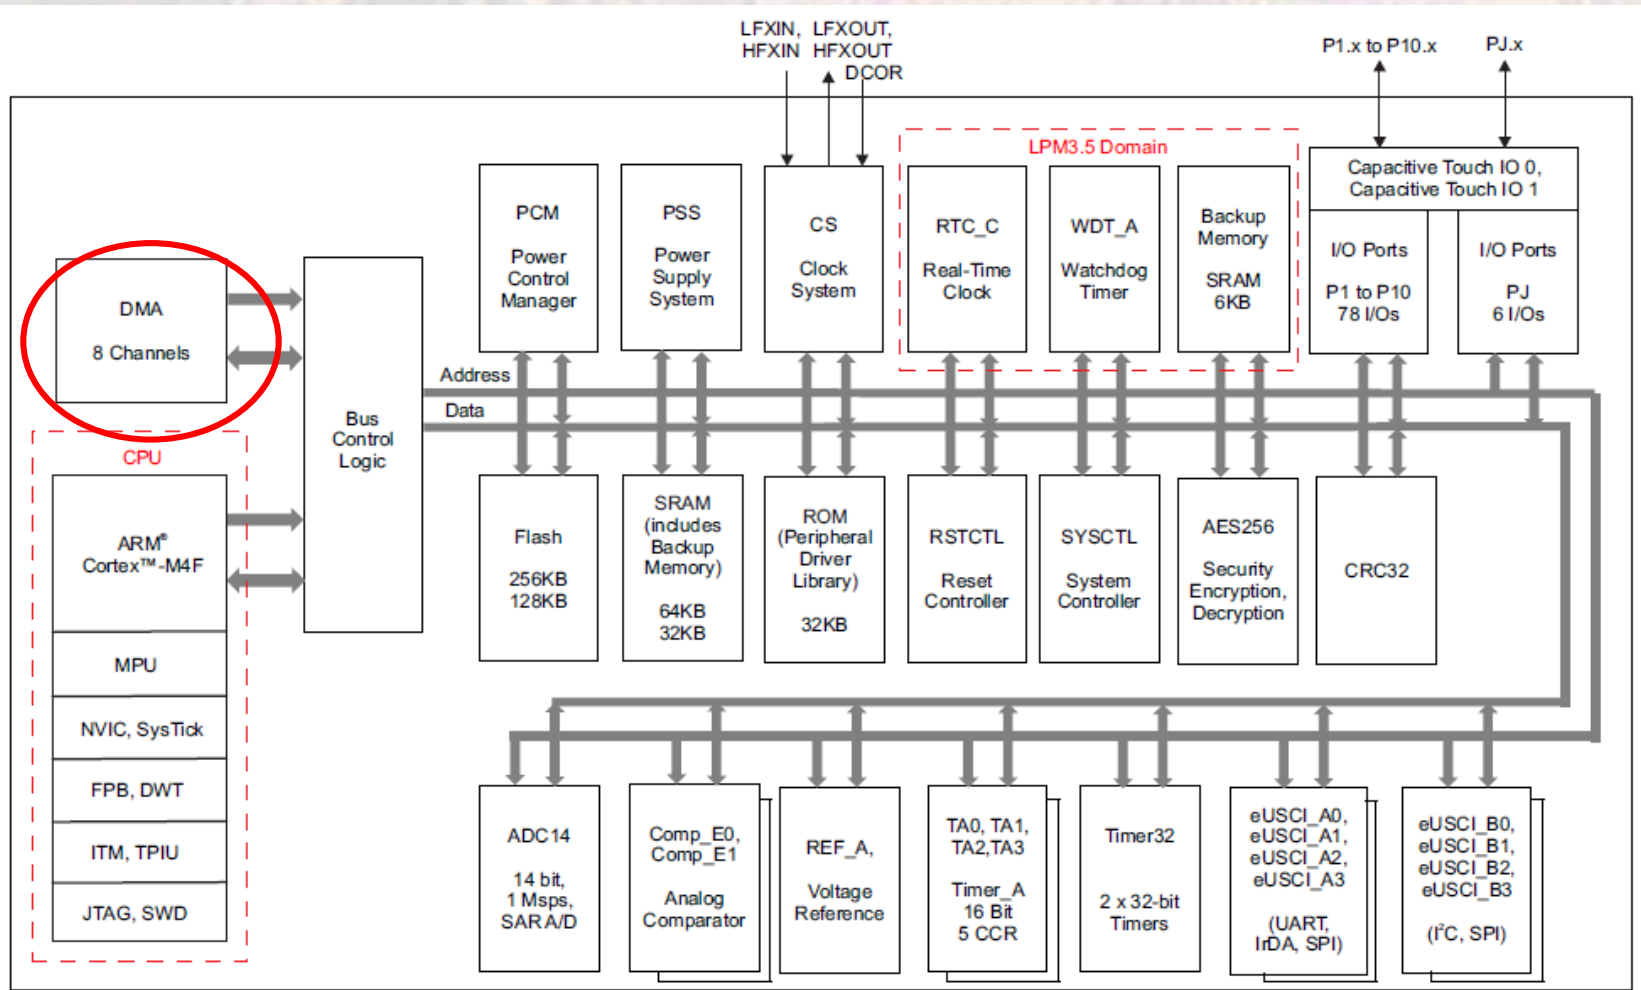 LFXIN, LFXOUT,
HFXIN HFXOUT
DCOR
P1.x to P10.x
PJ.x
LPM3.5 Domain
Capacitive Touch IO 0,
Capacitive Touch IO 1
PCM
Power
Control
Manager
PSS
Power
Supply
System
CS
Clock
System
RTC_C
Real-Time
Clock
WDT_A
Watchdog
Timer
Backup
Memory
SRAM
6KB
I/O Ports
P1 to P10
78 I/Os
I/O Ports
PJ
6 I/Os
DMA
8 Channels
Bus
Control
Logic
Address
Data
CPU
ARM®
Cortex™-M4F
MPU
NVIC, SysTick
FPB, DWT
ITM, TPIU
JTAG, SWD
Flash
256KB
128KB
SRAM
(includes
Backup
Memory)
64KB
32KB
ROM
(Peripheral
Driver
Library)
32KB
RSTCTL
Reset
Controller
SYSCTL
System
Controller
AES256
Security
Encryption,
Decryption
CRC32
ADC14
14 bit,
1 Msps,
SAR A/D
Comp_E0,
Comp_E1
Analog
Comparator
REF_A,
Voltage
Reference
TA0, TA1,
TA2,TA3
Timer_A
16 Bit
5 CCR
Timer32
2 x 32-bit
Timers
eUSCI_A0,
eUSCI_A1,
eUSCI_A2,
eUSCI_A3
(UART,
IrDA, SPI)
eUSCI_B0,
eUSCI_B1,
eUSCI_B2,
eUSCI_B3
(I²C, SPI)